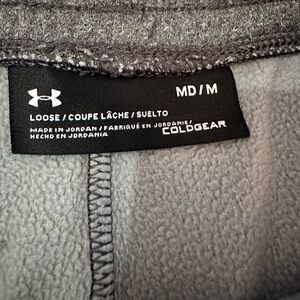 MD/M
LOOSE / COUPE LÂCHE / SUELTO
MADE IN JORDAN / FABRIQUÉ EN JORDANIE /
HECHO EN JORDANIA
COLDGEAR